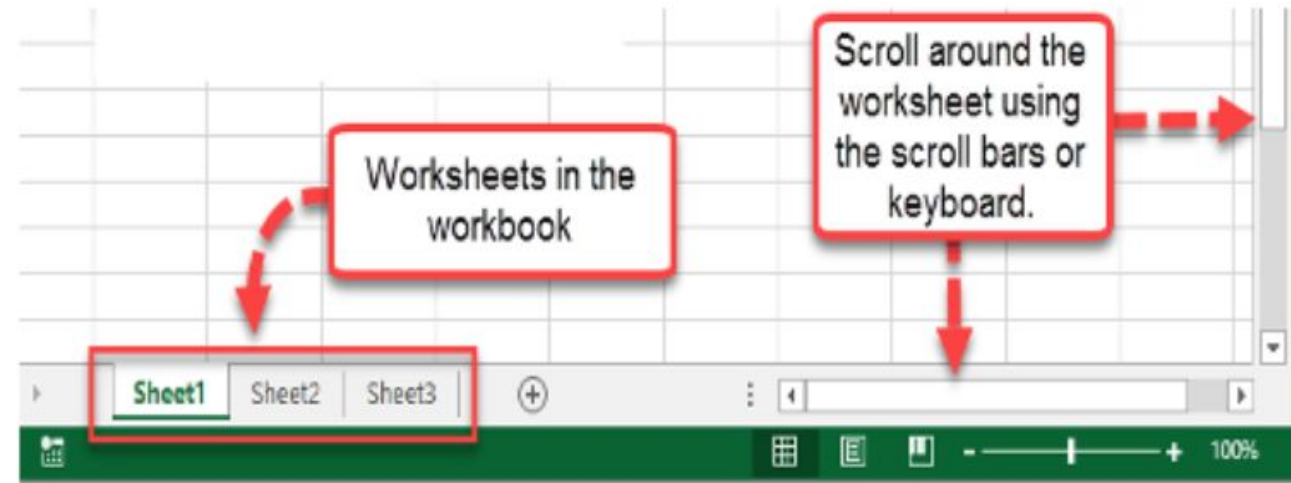 Scroll around the
worksheet using
the scroll bars or
keyboard.
Worksheets in the
workbook
Sheet1 Sheet2 Sheet3
100%